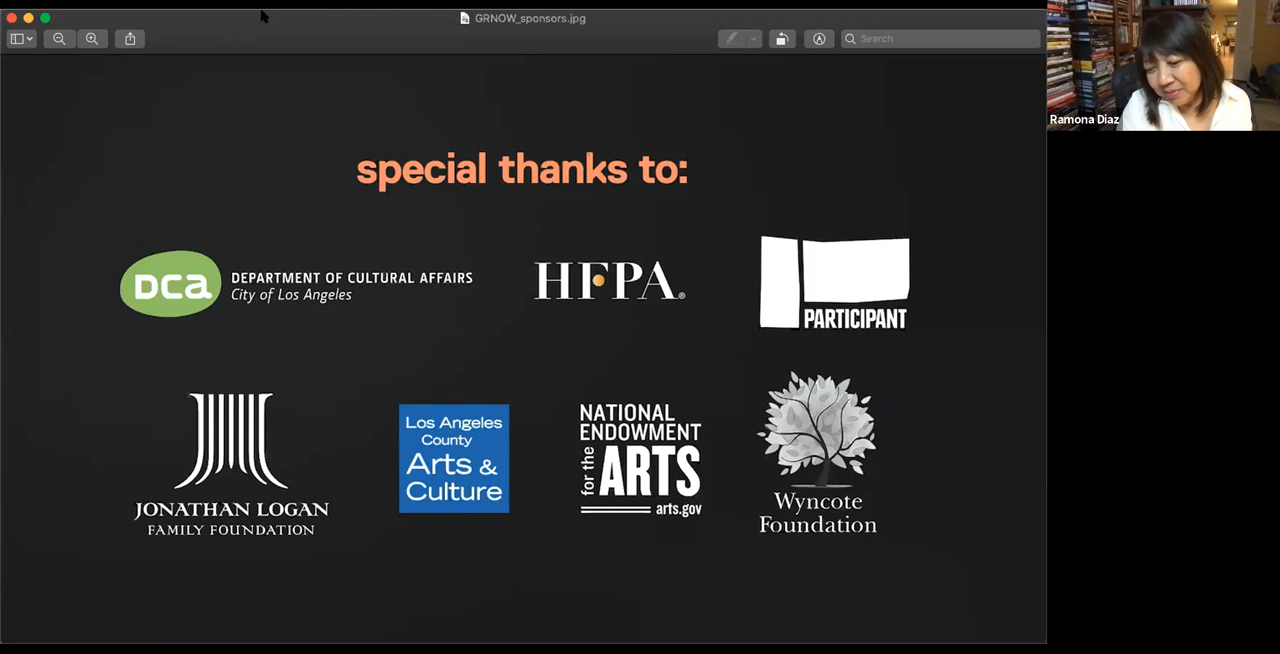 GRNOW_sponsors.jpg
Search
Ramona Diaz
special thanks to:
DCa
DEPARTMENT OF CULTURAL AFFAIRS
City of Los Angeles
HFPA®
PARTICIPANT
JONATHAN LOGAN
FAMILY FOUNDATION
Los Angeles
County
Arts &
Culture
NATIONAL
ENDOWMENT
for the
ARTS
arts.gov
Wyncote
Foundation